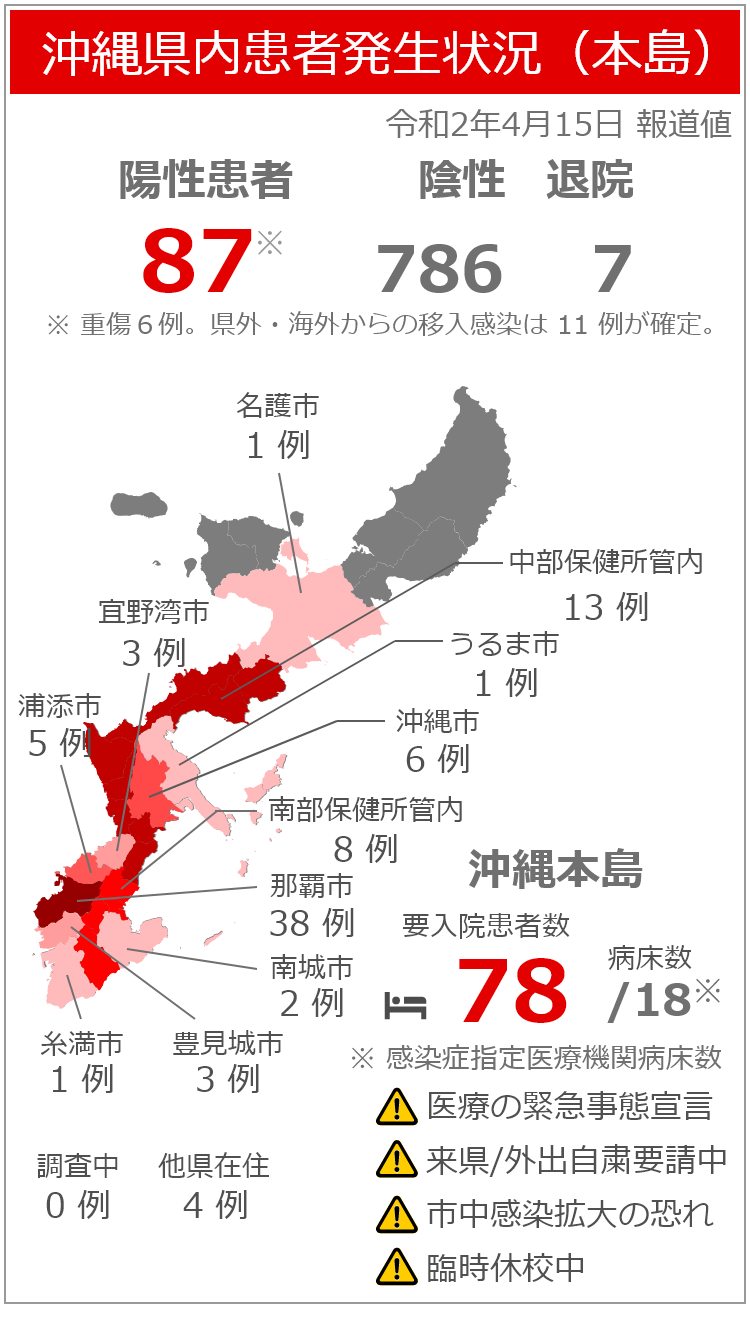 沖縄県内患者発生状況（本島）
令和2年4月15日 報道値
陽性患者 陰性 退院
87※ 786 7
※ 重傷６例。県外・海外からの移入感染は 11 例が確定。
名護市
1 例
中部保健所管内
13 例
宜野湾市
3 例
うるま市
1 例
浦添市
5 例
沖縄市
6 例
南部保健所管内
8 例
那覇市
38 例
南城市
2 例
糸満市
1 例
豊見城市
3 例
沖縄本島
要入院患者数
78
病床数
/18※
※ 感染症指定医療機関病床数
調査中
0 例
他県在住
4 例
医療の緊急事態宣言
来県/外出自粛要請中
市中感染拡大の恐れ
臨時休校中